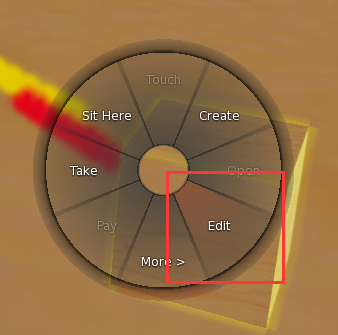 Touch
Sit Here
Create
Take
Open
Pay
Edit
More >